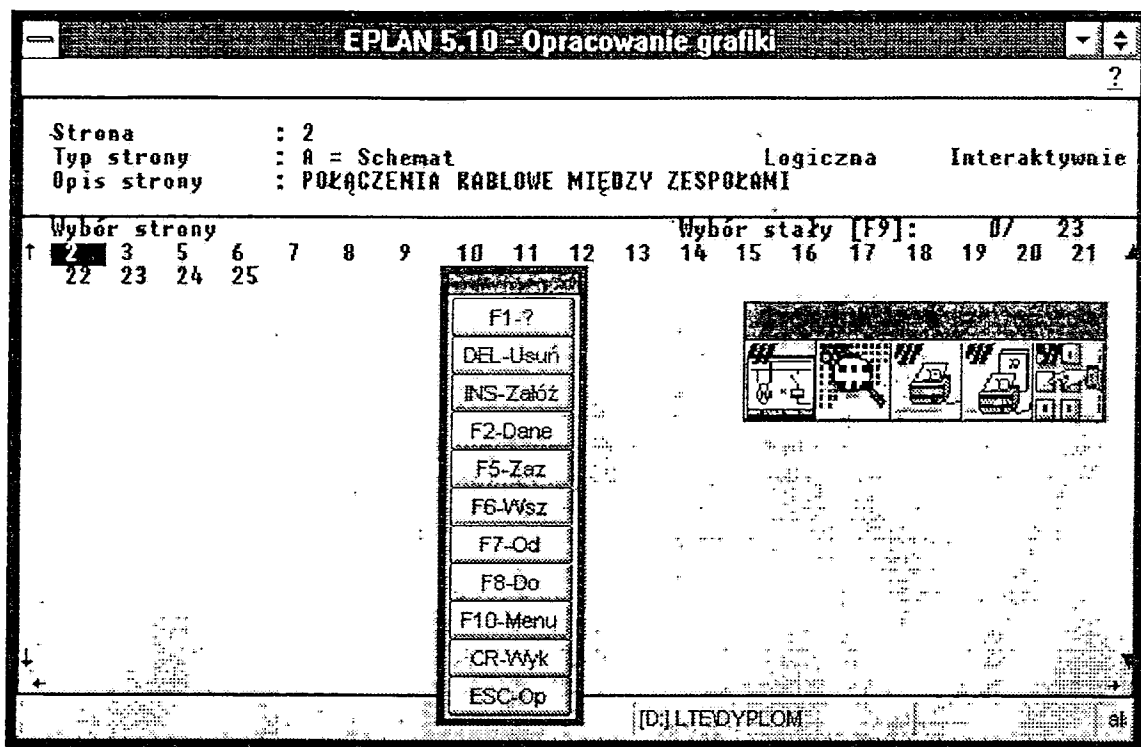 EPLAN 5.10 - Opracowanie grafiki
?
Strona : 2
Typ strony : A = Schemat Logiczna Interaktywnie
Opis strony : POŁĄCZENIA KABLOWE MIĘDZY ZESPOŁAMI
Wybór strony Wybór stały [F9]: 0/ 23
2 3 5 6 7 8 9 10 11 12 13 14 15 16 17 18 19 20 21
22 23 24 25
F1-?
DEL-Usuń
INS-Załóż
F2-Dane
F5-Zaz
F6-Wsz
F7-Od
F8-Do
F10-Menu
CR-Wyk
ESC-Op
[D:].LTE\DYPLOM